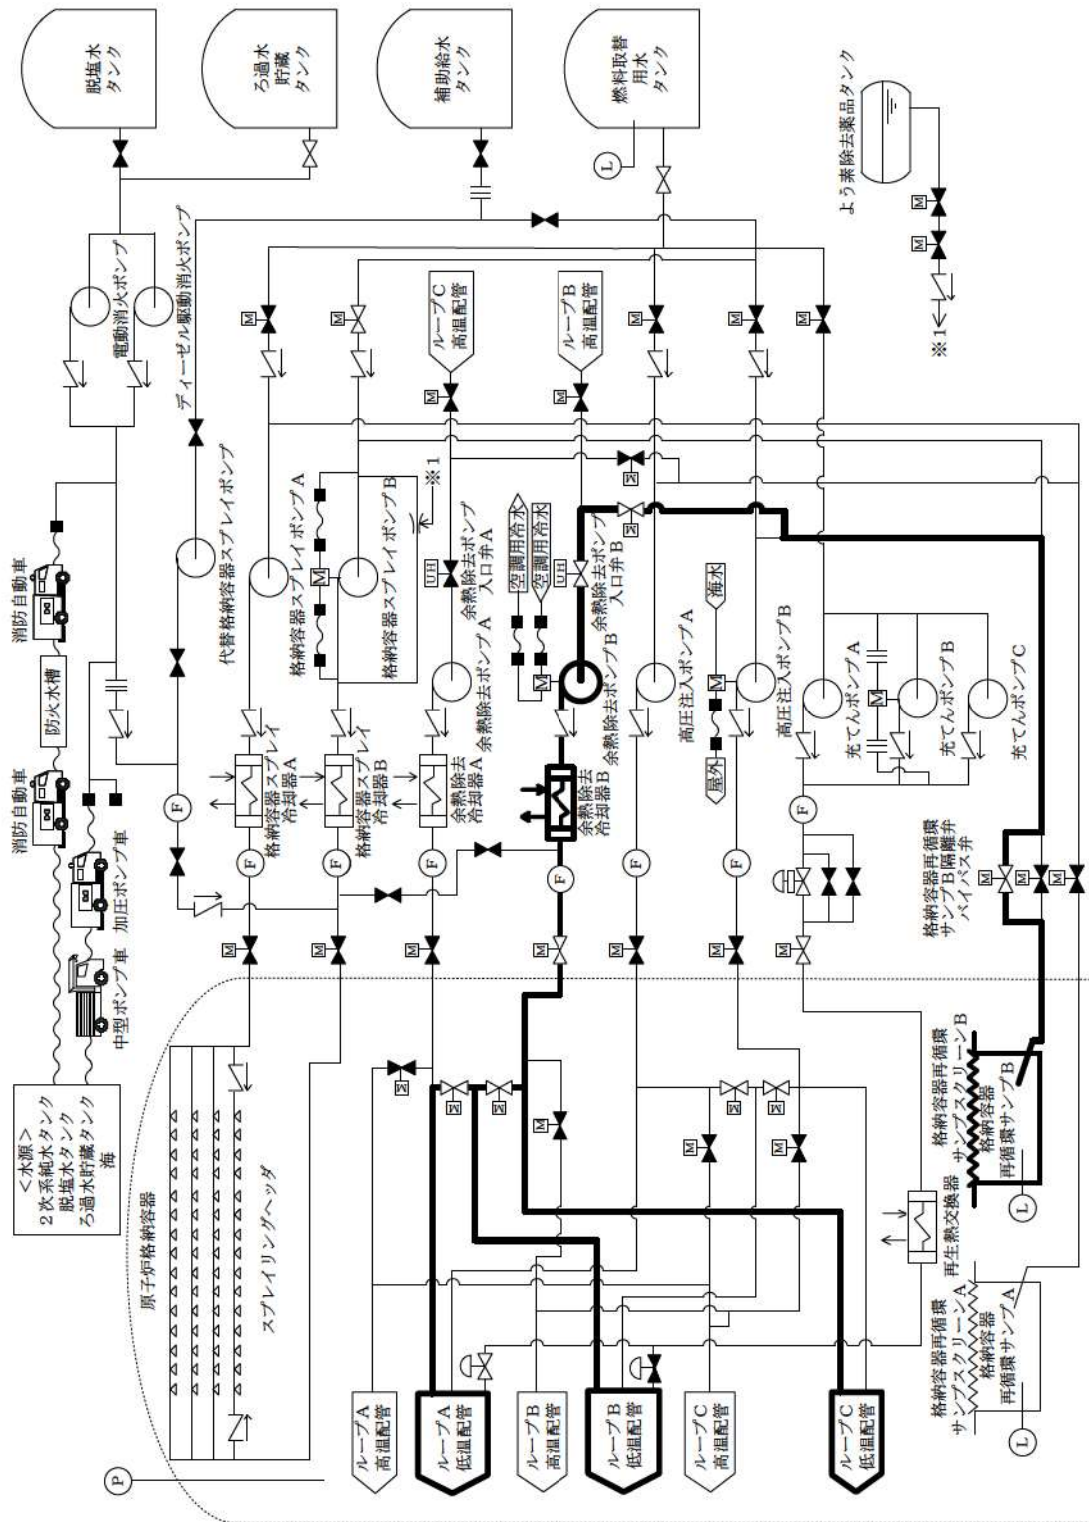 脱塩水
タンク
ろ過水
貯蔵
タンク
補助給水
タンク
燃料取替
用水
タンク
よう素除去薬品タンク
L
M
M
※1
電動消火ポンプ
ディーゼル駆動消火ポンプ
ループC
高温配管
ループB
高温配管
M
M
M
M
M
M
M
消防自動車
防火水槽
消防自動車
加圧ポンプ車
中型ポンプ車
代替格納容器スプレイポンプ
格納容器スプレイポンプA
M
格納容器スプレイポンプB
※1
余熱除去ポンプ
入口弁A
UH
余熱除去ポンプA
空調用冷水
空調用冷水
M
余熱除去ポンプ
入口弁B
UH
余熱除去ポンプB
M
M
高圧注入ポンプA
海水
M
屋外
高圧注入ポンプB
充てんポンプA
M
充てんポンプB
充てんポンプC
格納容器スプレイ
冷却器A
格納容器スプレイ
冷却器B
余熱除去
冷却器A
余熱除去
冷却器B
F
F
F
F
F
F
F
F
M
M
M
M
M
M
M
格納容器再循環
サンプB隔離弁
バイパス弁
M
M
M
<水源>
2次系純水タンク
脱塩水タンク
ろ過水貯蔵タンク
海
原子炉格納容器
スプレイリングヘッダ
M
M
M
M
M
M
M
M
P
ループA
高温配管
ループA
低温配管
ループB
高温配管
ループB
低温配管
ループC
高温配管
ループC
低温配管
再生熱交換器
格納容器再循環
サンプスクリーンB
格納容器
再循環サンプB
L
格納容器再循環
サンプスクリーンA
格納容器
再循環サンプA
L